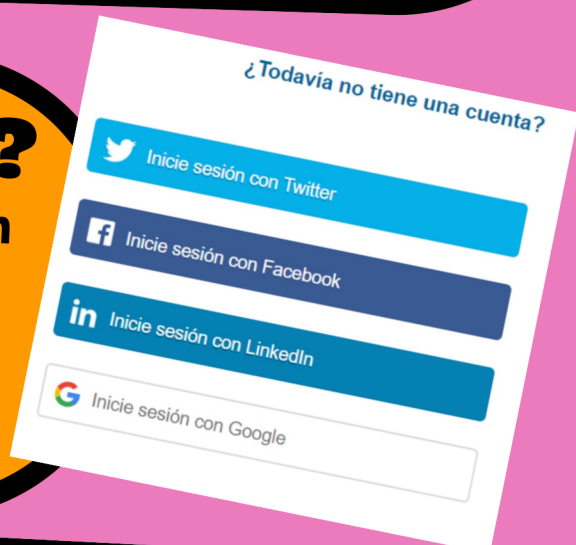 ?
n
¿Todavía no tiene una cuenta?
Inicie sesión con Twitter
Inicie sesión con Facebook
in Inicie sesión con LinkedIn
Inicie sesión con Google